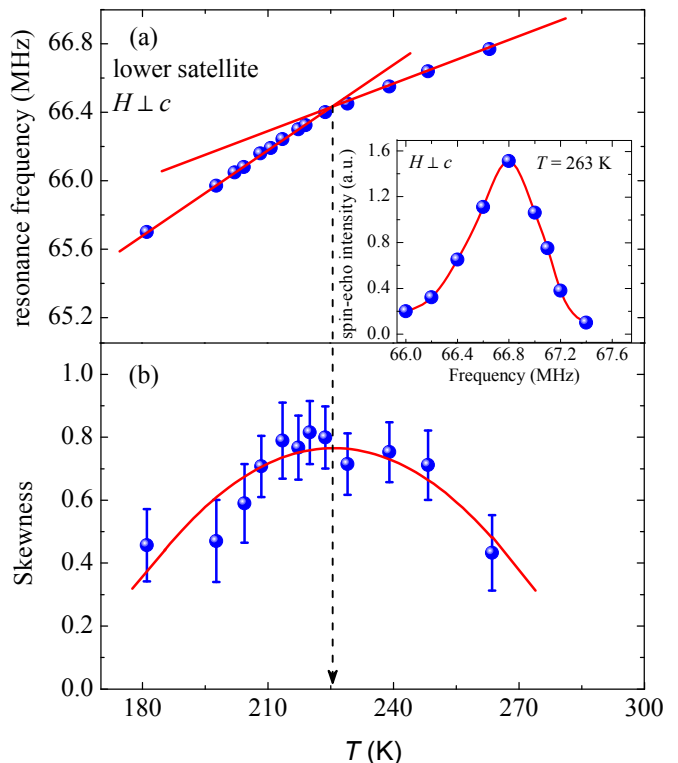 (a)
lower satellite
H ⊥ c
resonance frequency (MHz)
66.8
66.4
66.0
65.6
65.2
H ⊥ c
T = 263 K
spin-echo intensity (a.u.)
1.6
1.2
0.8
0.4
0.0
66.0 66.4 66.8 67.2 67.6
Frequency (MHz)
(b)
Skewness
1.0
0.8
0.6
0.4
0.2
0.0
180 210 240 270 300
T (K)